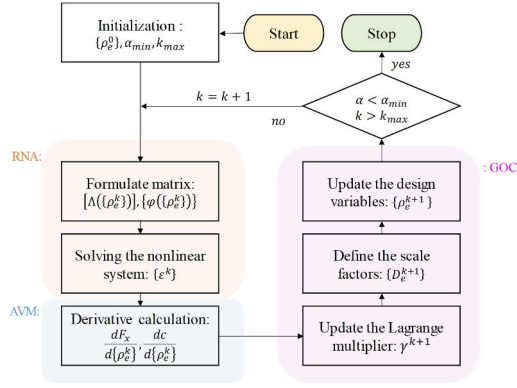 Initialization :
{ρ_e^0}, α_min, k_max
Start
Stop
yes
k = k + 1
no
α < α_min
k > k_max
RNA:
Formulate matrix:
[Λ({ρ_e^k})], {φ({ρ_e^k})}
Solving the nonlinear
system: {ε^k}
AVM:
Derivative calculation:
dF_x/d{ρ_e^k}, dc/d{ρ_e^k}
: GOC
Update the design
variables: {ρ_e^{k+1}}
Define the scale
factors: {D_e^{k+1}}
Update the Lagrange
multiplier: γ^{k+1}